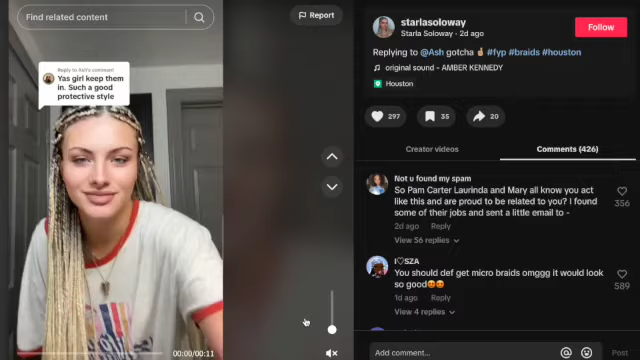 Find related content
Report
Reply to Ash's comment
Yas girl keep them
in. Such a good
protective style
00:00/00:11
starlasoloway
Starla Soloway · 2d ago
Follow
Replying to @Ash gotcha 🤞🏼 #fyp #braids #houston
♫ original sound - AMBER KENNEDY
Houston
297
35
20
Creator videos
Comments (426)
Not u found my spam
So Pam Carter Laurinda and Mary all know you act
like this and are proud to be related to you? I found
some of their jobs and sent a little email to -
2d ago Reply
356
View 56 replies
I♡SZA
You should def get micro braids omggg it would look
so good😍😍
1d ago Reply
589
View 4 replies
Add comment...
@
Post